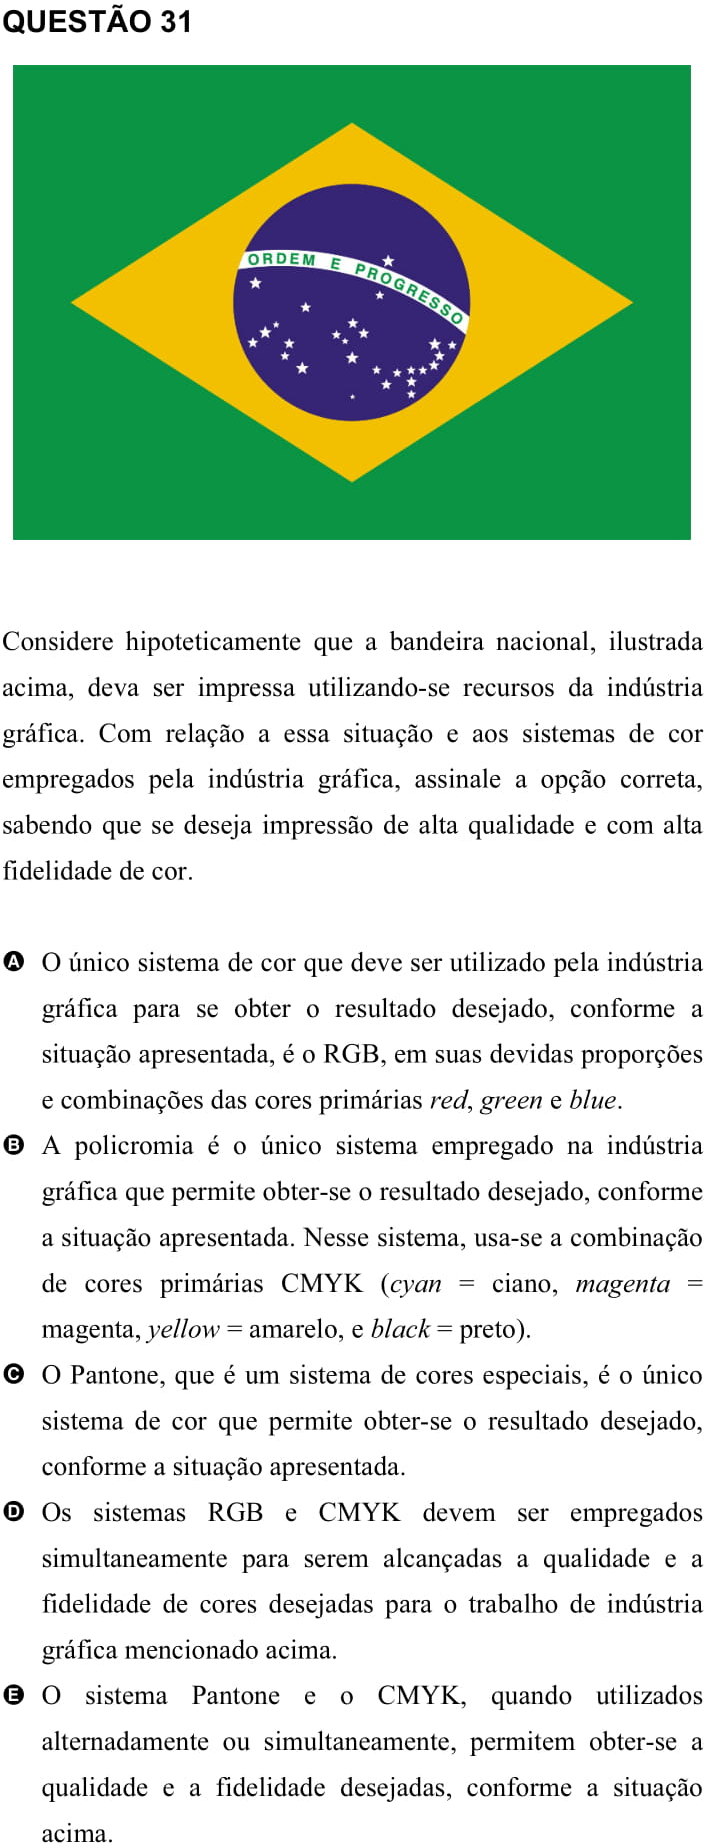 QUESTÃO 31
ORDEM E PROGRESSO
Considere hipoteticamente que a bandeira nacional, ilustrada
acima, deva ser impressa utilizando-se recursos da indústria
gráfica. Com relação a essa situação e aos sistemas de cor
empregados pela indústria gráfica, assinale a opção correta,
sabendo que se deseja impressão de alta qualidade e com alta
fidelidade de cor.
A O único sistema de cor que deve ser utilizado pela indústria
gráfica para se obter o resultado desejado, conforme a
situação apresentada, é o RGB, em suas devidas proporções
e combinações das cores primárias red, green e blue.
B A policromia é o único sistema empregado na indústria
gráfica que permite obter-se o resultado desejado, conforme
a situação apresentada. Nesse sistema, usa-se a combinação
de cores primárias CMYK (cyan = ciano, magenta =
magenta, yellow = amarelo, e black = preto).
C O Pantone, que é um sistema de cores especiais, é o único
sistema de cor que permite obter-se o resultado desejado,
conforme a situação apresentada.
D Os sistemas RGB e CMYK devem ser empregados
simultaneamente para serem alcançadas a qualidade e a
fidelidade de cores desejadas para o trabalho de indústria
gráfica mencionado acima.
E O sistema Pantone e o CMYK, quando utilizados
alternadamente ou simultaneamente, permitem obter-se a
qualidade e a fidelidade desejadas, conforme a situação
acima.